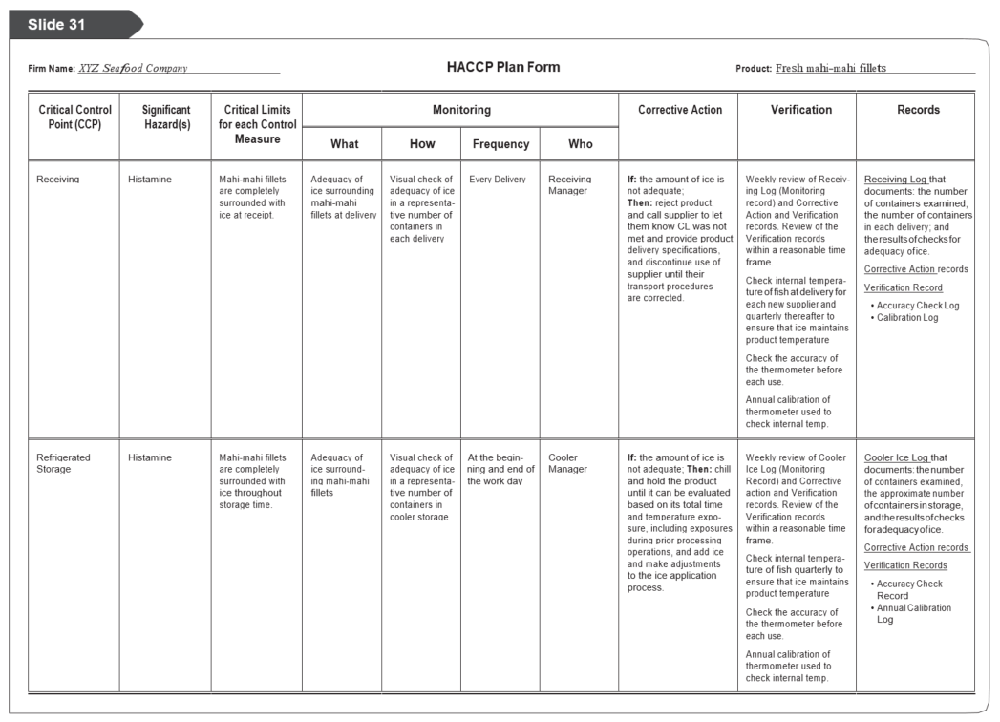 Slide 31
Firm Name: XYZ Seafood Company
HACCP Plan Form
Product: Fresh mahi-mahi fillets
Critical Control
Point (CCP)
Significant
Hazard(s)
Critical Limits
for each Control
Measure
Monitoring
What
How
Frequency
Who
Corrective Action
Verification
Records
Receiving
Histamine
Mahi-mahi fillets
are completely
surrounded with
ice at receipt.
Adequacy of
ice surrounding
mahi-mahi
fillets at delivery
Visual check of
adequacy of ice
in a representa-
tive number of
containers in
each delivery
Every Delivery
Receiving
Manager
If: the amount of ice is
not adequate;
Then: reject product,
and call supplier to let
them know CL was not
met and provide product
delivery specifications,
and discontinue use of
supplier until their
transport procedures
are corrected.
Weekly review of Receiv-
ing Log (Monitoring
record) and Corrective
Action and Verification
records. Review of the
Verification records
within a reasonable time
frame.
Check internal tempera-
ture of fish at delivery for
each new supplier and
quarterly thereafter to
ensure that ice maintains
product temperature
Check the accuracy of
the thermometer before
each use.
Annual calibration of
thermometer used to
check internal temp.
Receiving Log that
documents: the number
of containers examined;
the number of containers
in each delivery; and
the results of checks for
adequacy of ice.
Corrective Action records
Verification Record
• Accuracy Check Log
• Calibration Log
Refrigerated
Storage
Histamine
Mahi-mahi fillets
are completely
surrounded with
ice throughout
storage time.
Adequacy of
ice surround-
ing mahi-mahi
fillets
Visual check of
adequacy of ice
in a representa-
tive number of
containers in
cooler storage
At the begin-
ning and end of
the work day
Cooler
Manager
If: the amount of ice is
not adequate; Then: chill
and hold the product
until it can be evaluated
based on its total time
and temperature expo-
sure, including exposures
during prior processing
operations, and add ice
and make adjustments
to the ice application
process.
Weekly review of Cooler
Ice Log (Monitoring
Record) and Corrective
action and Verification
records. Review of the
Verification records
within a reasonable time
frame.
Check internal tempera-
ture of fish quarterly to
ensure that ice maintains
product temperature
Check the accuracy of
the thermometer before
each use.
Annual calibration of
thermometer used to
check internal temp.
Cooler Ice Log that
documents: the number
of containers examined,
the approximate number
of containers in storage,
and the results of checks
for adequacy of ice.
Corrective Action records
Verification Records
• Accuracy Check
Record
• Annual Calibration
Log